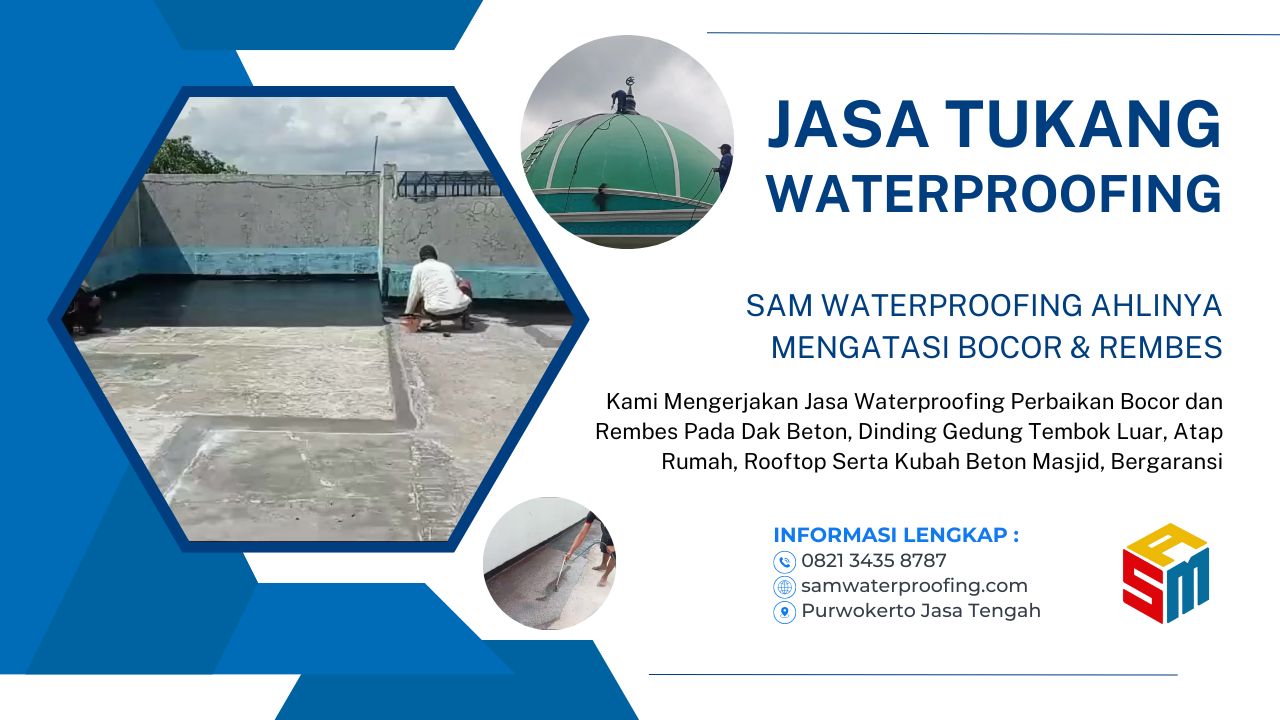 JASA TUKANG
WATERPROOFING
SAM WATERPROOFING AHLINYA
MENGATASI BOCOR & REMBES
Kami Mengerjakan Jasa Waterproofing Perbaikan Bocor dan
Rembes Pada Dak Beton, Dinding Gedung Tembok Luar, Atap
Rumah, Rooftop Serta Kubah Beton Masjid, Bergaransi
INFORMASI LENGKAP :
0821 3435 8787
samwaterproofing.com
Purwokerto Jasa Tengah
SAM